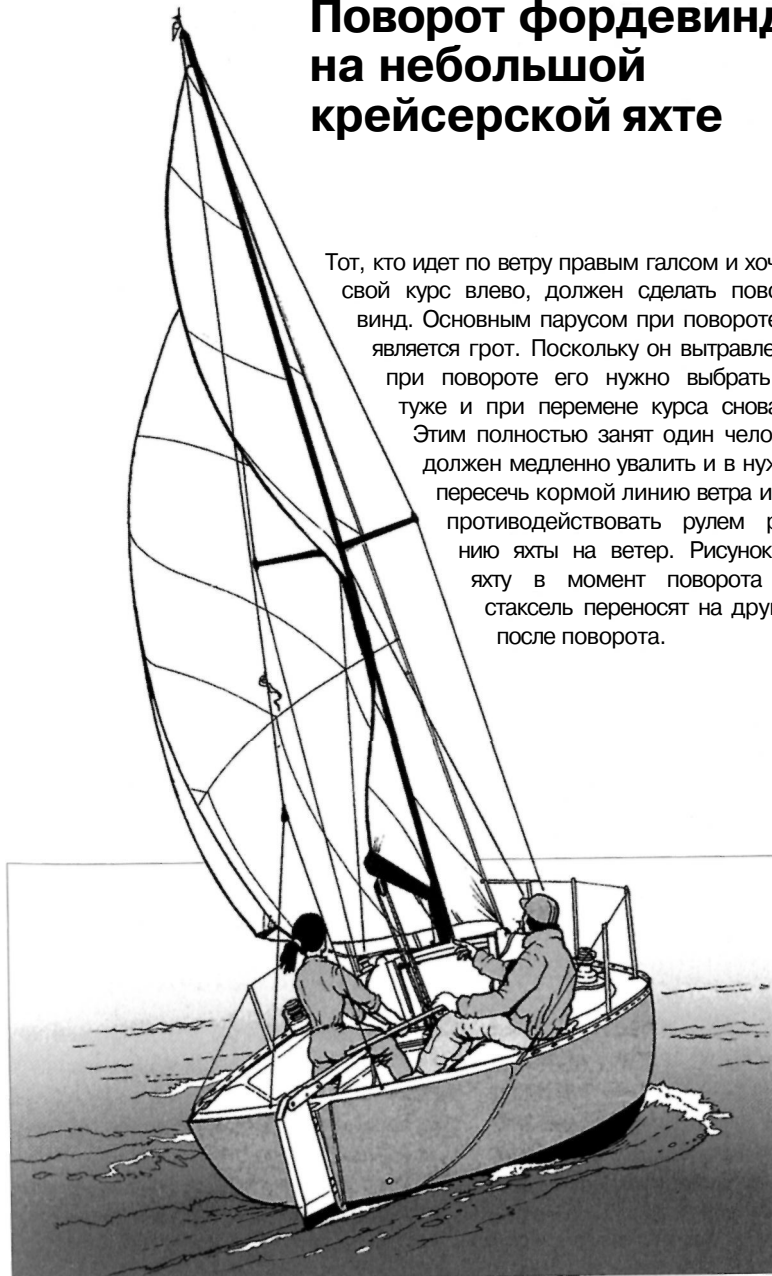 Поворот фордевинд
на небольшой
крейсерской яхте
Тот, кто идет по ветру правым галсом и хоч
свой курс влево, должен сделать пово
винд. Основным парусом при повороте
является грот. Поскольку он вытравле
при повороте его нужно выбрать
туже и при перемене курса снова
Этим полностью занят один чело
должен медленно увалить и в нуж
пересечь кормой линию ветра и
противодействовать рулем р
нию яхты на ветер. Рисунок
яхту в момент поворота
стаксель переносят на друг
после поворота.